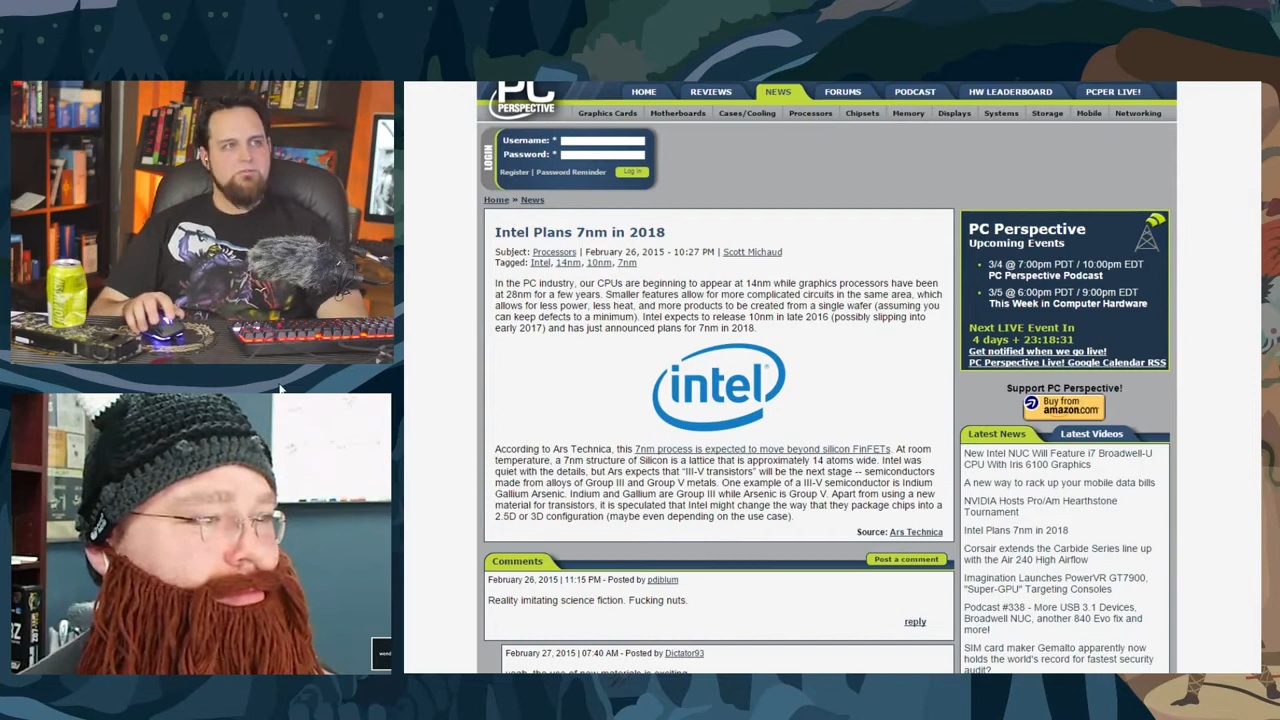 PC
PERSPECTIVE
HOME REVIEWS NEWS FORUMS PODCAST HW LEADERBOARD PCPER LIVE!
Graphics Cards Motherboards Cases/Cooling Processors Chipsets Memory Displays Systems Storage Mobile Networking
LOGIN
Username: *
Password: *
Register | Password Reminder Log in
Home » News
Intel Plans 7nm in 2018
Subject: Processors | February 26, 2015 - 10:27 PM | Scott Michaud
Tagged: Intel, 14nm, 10nm, 7nm
In the PC industry, our CPUs are beginning to appear at 14nm while graphics processors have been
at 28nm for a few years. Smaller features allow for more complicated circuits in the same area, which
allows for less power, less heat, and more products to be created from a single wafer (assuming you
can keep defects to a minimum). Intel expects to release 10nm in late 2016 (possibly slipping into
early 2017) and has just announced plans for 7nm in 2018.
intel
According to Ars Technica, this 7nm process is expected to move beyond silicon FinFETs. At room
temperature, a 7nm structure of Silicon is a lattice that is approximately 14 atoms wide. Intel was
quiet with the details, but Ars expects that “III-V transistors” will be the next stage -- semiconductors
made from alloys of Group III and Group V metals. One example of a III-V semiconductor is Indium
Gallium Arsenic. Indium and Gallium are Group III while Arsenic is Group V. Apart from using a new
material for transistors, it is speculated that Intel might change the way that they package chips into a
2.5D or 3D configuration (maybe even depending on the use case).
Source: Ars Technica
Comments
Post a comment
February 26, 2015 | 11:15 PM - Posted by pdjblum
Reality imitating science fiction. Fucking nuts.
reply
February 27, 2015 | 07:40 AM - Posted by Dictator93
yeah, the use of new materials is exciting
PC Perspective
Upcoming Events
• 3/4 @ 7:00pm PDT / 10:00pm EDT
PC Perspective Podcast
• 3/5 @ 6:00pm PDT / 9:00pm EDT
This Week in Computer Hardware
Next LIVE Event In
4 days + 23:18:31
Get notified when we go live!
PC Perspective Live! Google Calendar RSS
Support PC Perspective!
Buy from
amazon.com
Latest News Latest Videos
New Intel NUC Will Feature i7 Broadwell-U
CPU With Iris 6100 Graphics
A new way to rack up your mobile data bills
NVIDIA Hosts Pro/Am Hearthstone
Tournament
Intel Plans 7nm in 2018
Corsair extends the Carbide Series line up
with the Air 240 High Airflow
Imagination Launches PowerVR GT7900,
"Super-GPU" Targeting Consoles
Podcast #338 - More USB 3.1 Devices,
Broadwell NUC, another 840 Evo fix and
more!
SIM card maker Gemalto apparently now
holds the world's record for fastest security
audit?